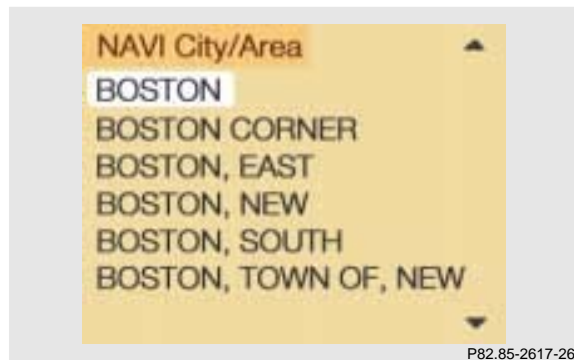 NAVI City/Area
BOSTON
BOSTON CORNER
BOSTON, EAST
BOSTON, NEW
BOSTON, SOUTH
BOSTON, TOWN OF, NEW
P82.85-2617-26